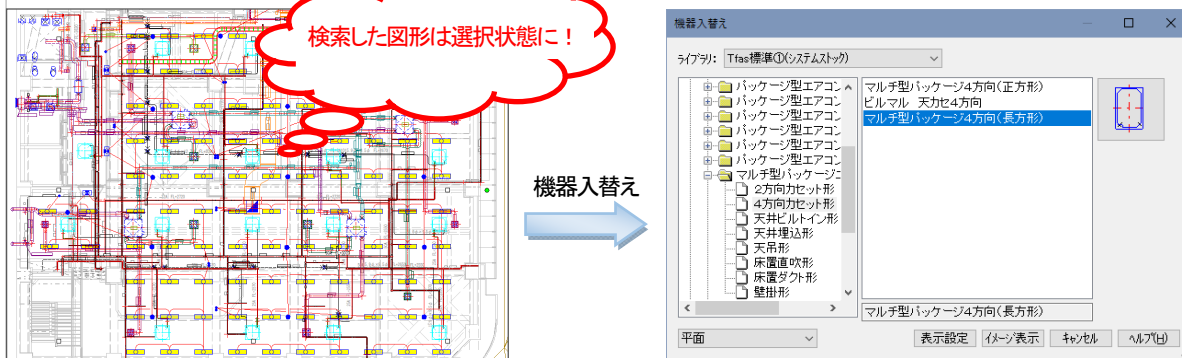 検索した図形は選択状態に！
機器入替え
機器入替え
ライブラリ: Tfas標準①(システムストック)
パッケージ型エアコン
パッケージ型エアコン
パッケージ型エアコン
パッケージ型エアコン
パッケージ型エアコン
パッケージ型エアコン
マルチ型パッケージエ
2方向カセット形
4方向カセット形
天井ビルトイン形
天井埋込形
天吊形
床置直吹形
床置ダクト形
壁掛形
マルチ型パッケージ4方向(正方形)
ビルマル 天カセ4方向
マルチ型パッケージ4方向(長方形)
マルチ型パッケージ4方向(長方形)
平面
表示設定 イメージ表示 キャンセル ヘルプ(H)